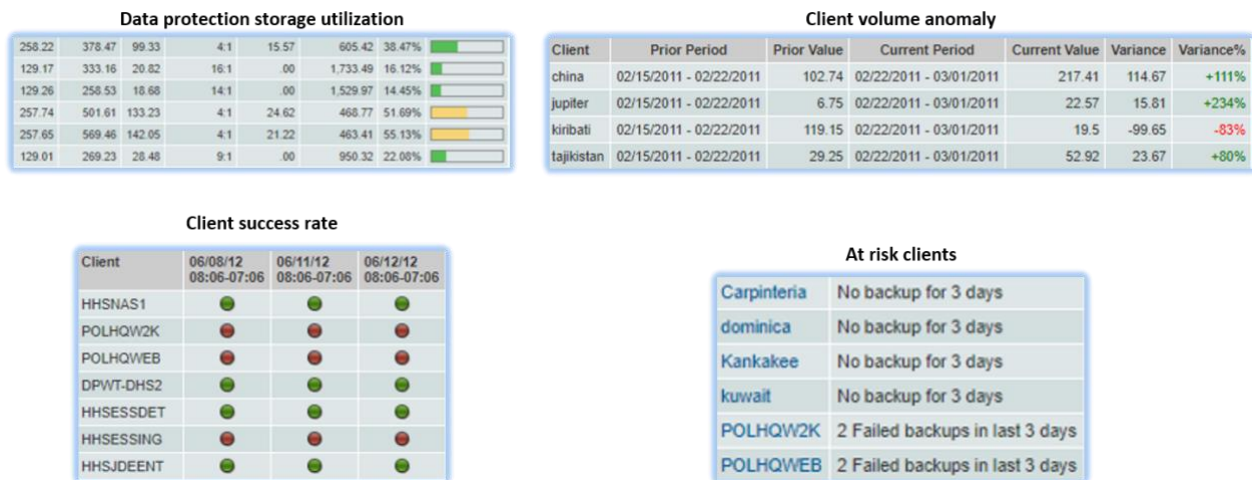 Data protection storage utilization
258.22 378.47 99.33 4:1 15.57 605.42 38.47%
129.17 333.16 20.82 16:1 .00 1,733.49 16.12%
129.26 258.53 18.68 14:1 .00 1,529.97 14.45%
257.74 501.61 133.23 4:1 24.62 468.77 51.69%
257.65 569.46 142.05 4:1 21.22 463.41 55.13%
129.01 269.23 28.48 9:1 .00 950.32 22.08%
Client volume anomaly
Client Prior Period Prior Value Current Period Current Value Variance Variance%
china 02/15/2011 - 02/22/2011 102.74 02/22/2011 - 03/01/2011 217.41 114.67 +111%
jupiter 02/15/2011 - 02/22/2011 6.75 02/22/2011 - 03/01/2011 22.57 15.81 +234%
kiribati 02/15/2011 - 02/22/2011 119.15 02/22/2011 - 03/01/2011 19.5 -99.65 -83%
tajikistan 02/15/2011 - 02/22/2011 29.25 02/22/2011 - 03/01/2011 52.92 23.67 +80%
Client success rate
Client 06/08/12 06/11/12 06/12/12
08:06-07:06 08:06-07:06 08:06-07:06
HHSNAS1
POLHQW2K
POLHQWEB
DPWT-DHS2
HHSESSDET
HHSESSING
HHSJDEENT
At risk clients
Carpinteria No backup for 3 days
dominica No backup for 3 days
Kankakee No backup for 3 days
kuwait No backup for 3 days
POLHQW2K 2 Failed backups in last 3 days
POLHQWEB 2 Failed backups in last 3 days